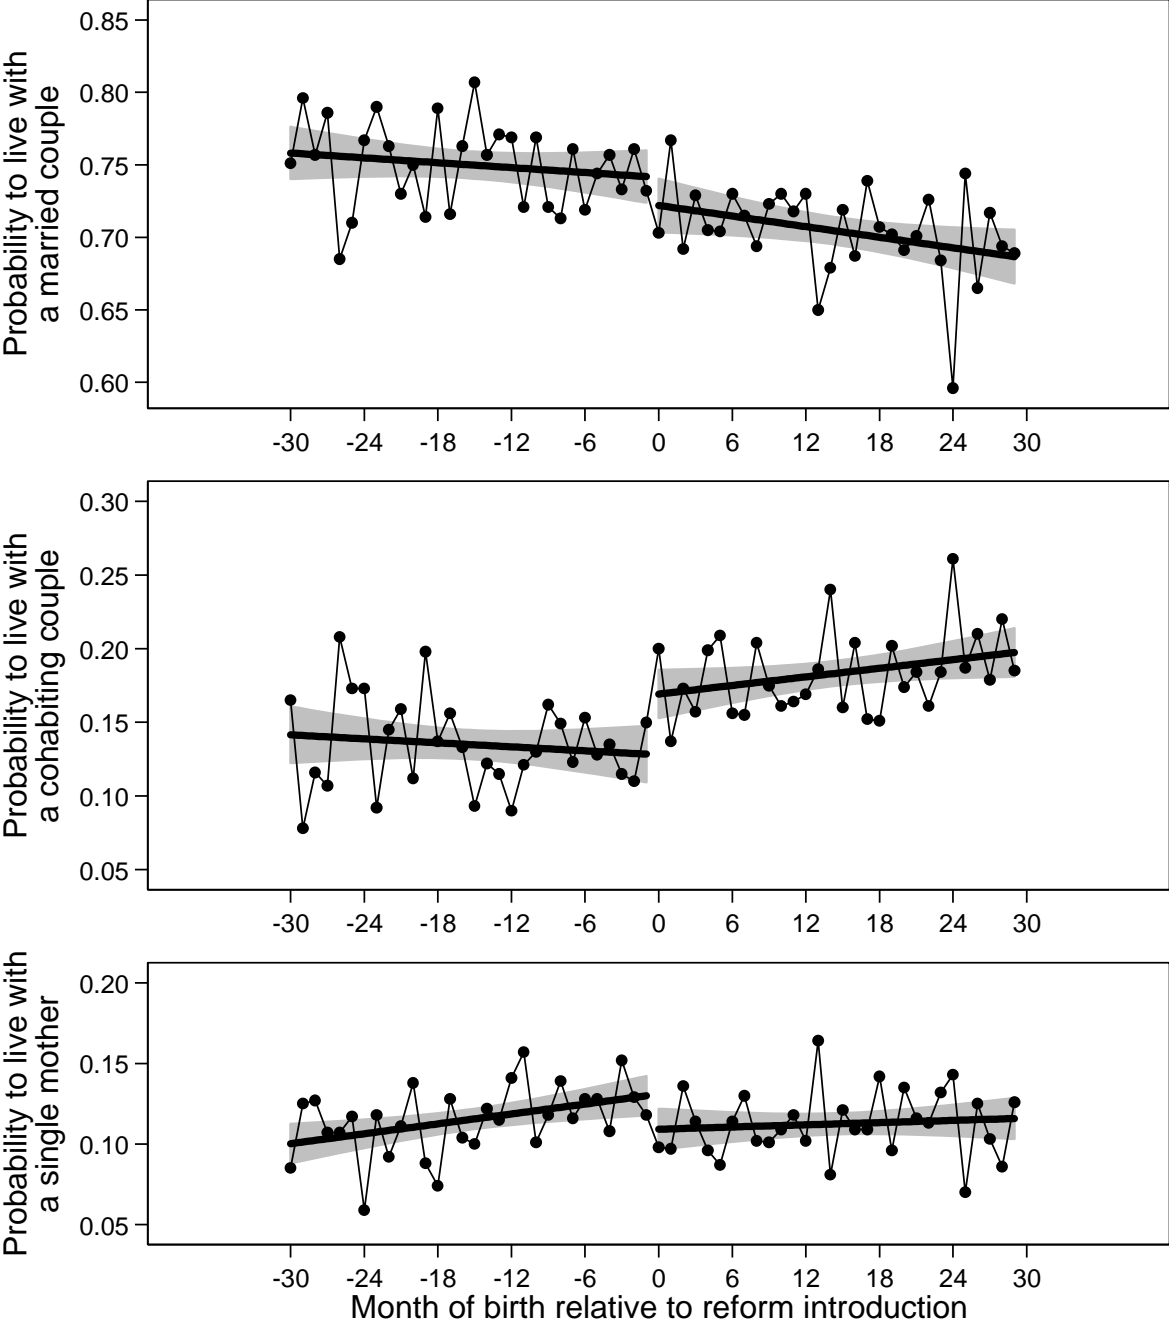 Probability to live with
a married couple
0.85
0.80
0.75
0.70
0.65
0.60
-30 -24 -18 -12 -6 0 6 12 18 24 30
Probability to live with
a cohabiting couple
0.30
0.25
0.20
0.15
0.10
0.05
-30 -24 -18 -12 -6 0 6 12 18 24 30
Probability to live with
a single mother
0.20
0.15
0.10
0.05
-30 -24 -18 -12 -6 0 6 12 18 24 30
Month of birth relative to reform introduction